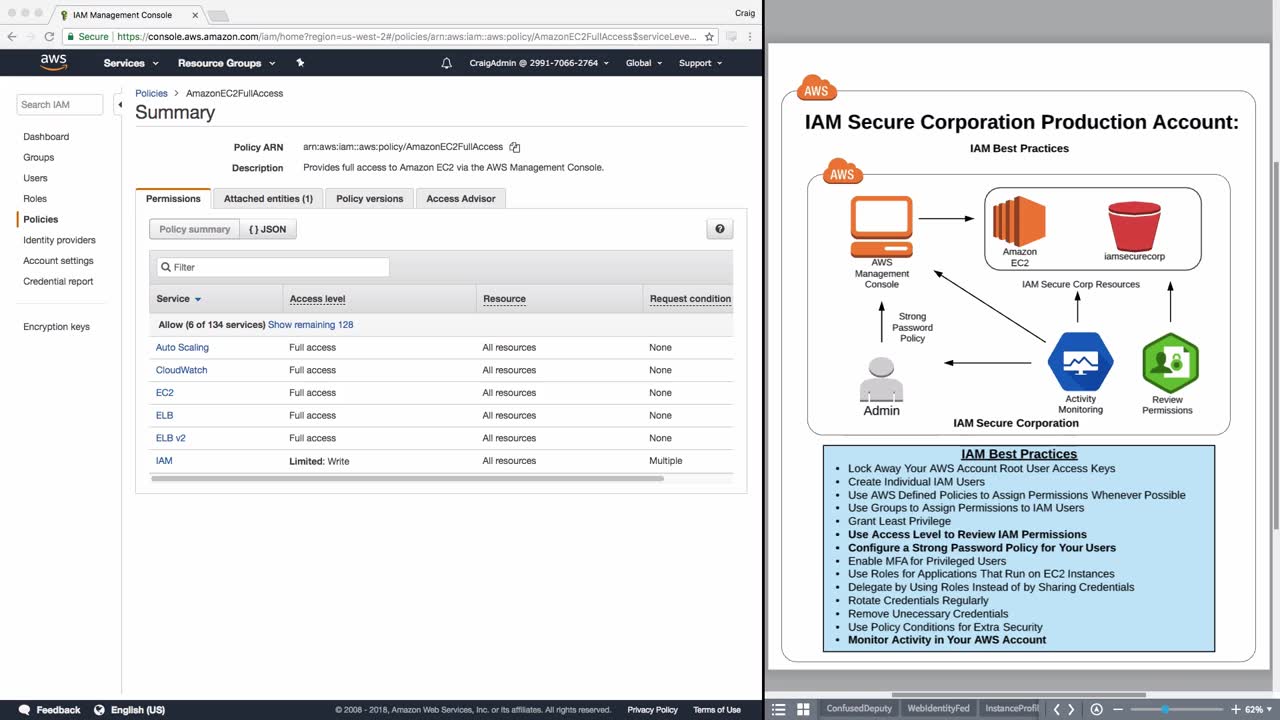 IAM Management Console
Craig
Secure | https://console.aws.amazon.com/iam/home?region=us-west-2#/policies/arn:aws:iam::aws:policy/AmazonEC2FullAccess$serviceLeve...
aws
Services
Resource Groups
CraigAdmin @ 2991-7066-2764
Global
Support
Search IAM
Dashboard
Groups
Users
Roles
Policies
Identity providers
Account settings
Credential report
Encryption keys
Policies > AmazonEC2FullAccess
Summary
Policy ARN arn:aws:iam::aws:policy/AmazonEC2FullAccess
Description Provides full access to Amazon EC2 via the AWS Management Console.
Permissions Attached entities (1) Policy versions Access Advisor
Policy summary { } JSON ?
Filter
Service Access level Resource Request condition
Allow (6 of 134 services) Show remaining 128
Auto Scaling Full access All resources None
CloudWatch Full access All resources None
EC2 Full access All resources None
ELB Full access All resources None
ELB v2 Full access All resources None
IAM Limited: Write All resources Multiple
Feedback English (US) © 2008 - 2018, Amazon Web Services, Inc. or its affiliates. All rights reserved. Privacy Policy Terms of Use
AWS
IAM Secure Corporation Production Account:
IAM Best Practices
AWS
AWS
Management
Console
Amazon
EC2
iamsecurecorp
IAM Secure Corp Resources
Strong
Password
Policy
Admin
Activity
Monitoring
Review
Permissions
IAM Secure Corporation
IAM Best Practices
• Lock Away Your AWS Account Root User Access Keys
• Create Individual IAM Users
• Use AWS Defined Policies to Assign Permissions Whenever Possible
• Use Groups to Assign Permissions to IAM Users
• Grant Least Privilege
• Use Access Level to Review IAM Permissions
• Configure a Strong Password Policy for Your Users
• Enable MFA for Privileged Users
• Use Roles for Applications That Run on EC2 Instances
• Delegate by Using Roles Instead of by Sharing Credentials
• Rotate Credentials Regularly
• Remove Unecessary Credentials
• Use Policy Conditions for Extra Security
• Monitor Activity in Your AWS Account
ConfusedDeputy WebIdentityFed InstanceProfil 62%